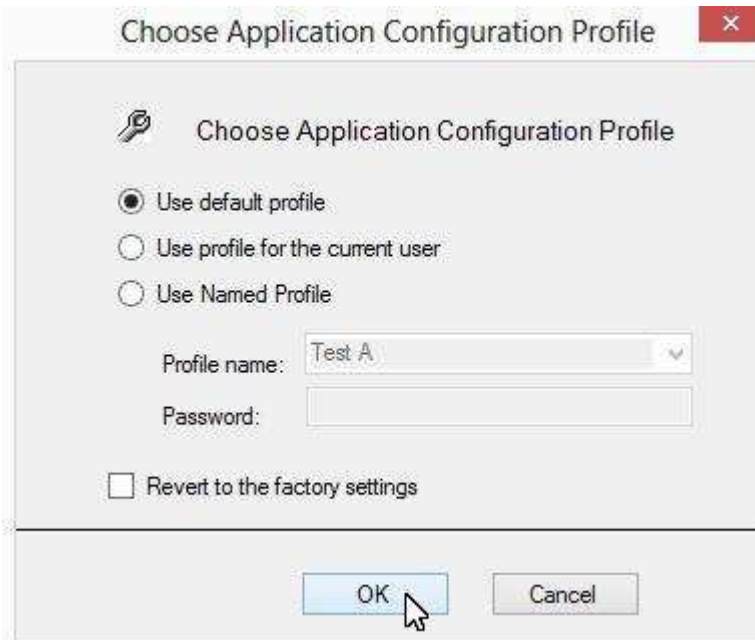 Choose Application Configuration Profile
Choose Application Configuration Profile
Use default profile
Use profile for the current user
Use Named Profile
Profile name: Test A
Password:
Revert to the factory settings
OK Cancel